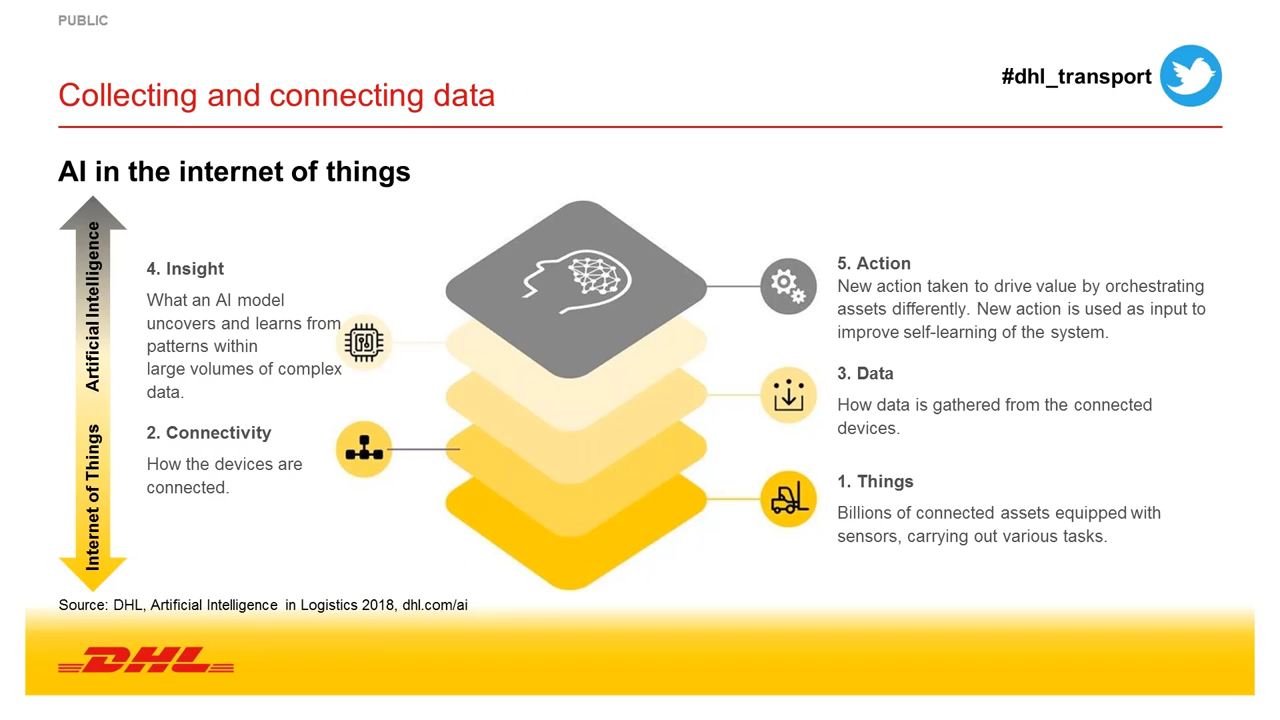 PUBLIC
#dhl_transport
Collecting and connecting data
AI in the internet of things
Artificial Intelligence
Internet of Things
4. Insight
What an AI model
uncovers and learns from
patterns within
large volumes of complex
data.
2. Connectivity
How the devices are
connected.
5. Action
New action taken to drive value by orchestrating
assets differently. New action is used as input to
improve self-learning of the system.
3. Data
How data is gathered from the connected
devices.
1. Things
Billions of connected assets equipped with
sensors, carrying out various tasks.
Source: DHL, Artificial Intelligence in Logistics 2018, dhl.com/ai
DHL